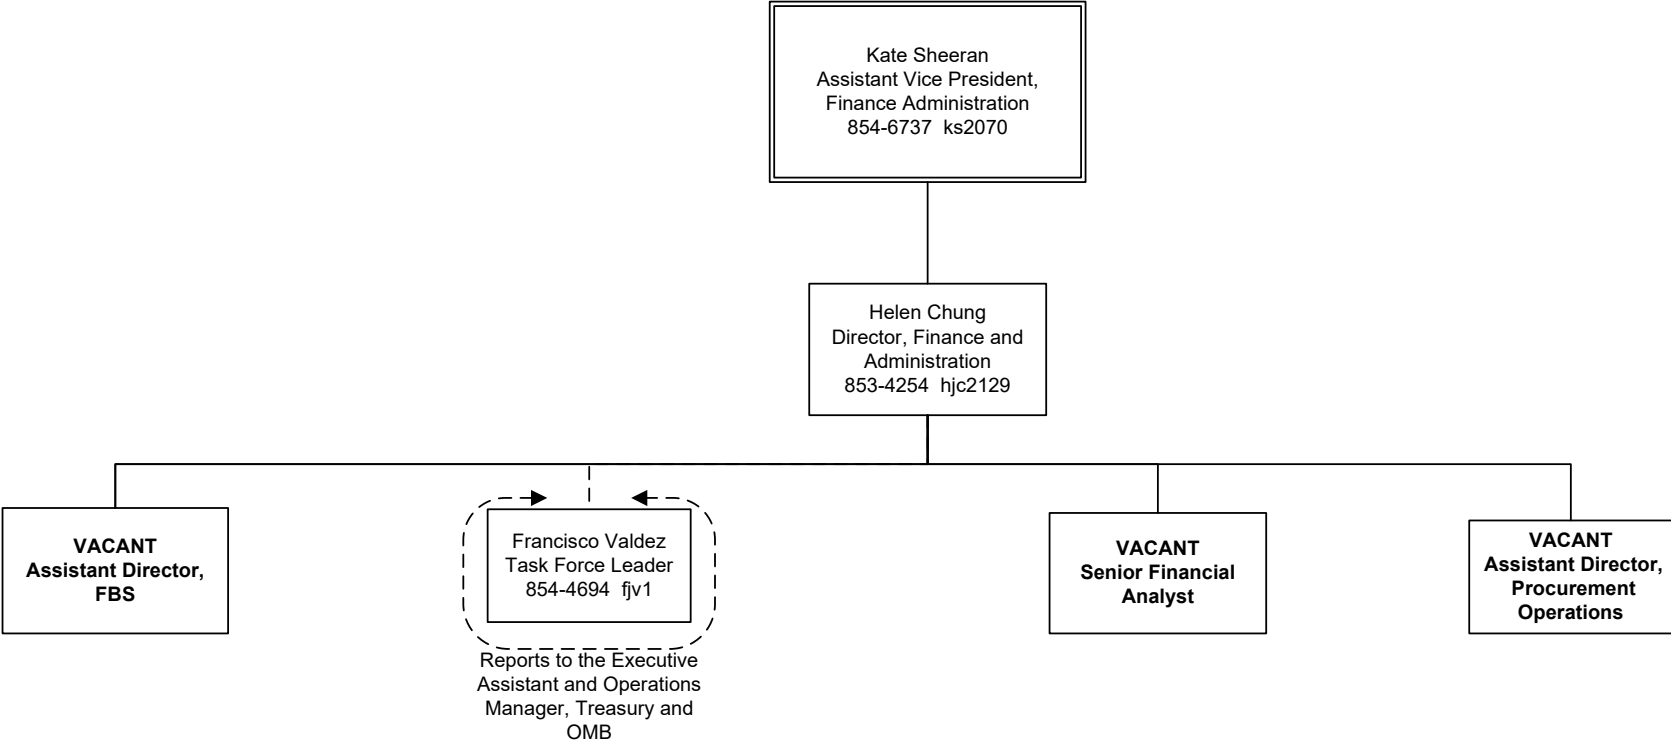 Kate Sheeran
Assistant Vice President,
Finance Administration
854-6737  ks2070
Helen Chung
Director, Finance and
Administration
853-4254  hjc2129
VACANT
Assistant Director,
FBS
Francisco Valdez
Task Force Leader
854-4694  fjv1
Reports to the Executive
Assistant and Operations
Manager, Treasury and
OMB
VACANT
Senior Financial
Analyst
VACANT
Assistant Director,
Procurement
Operations